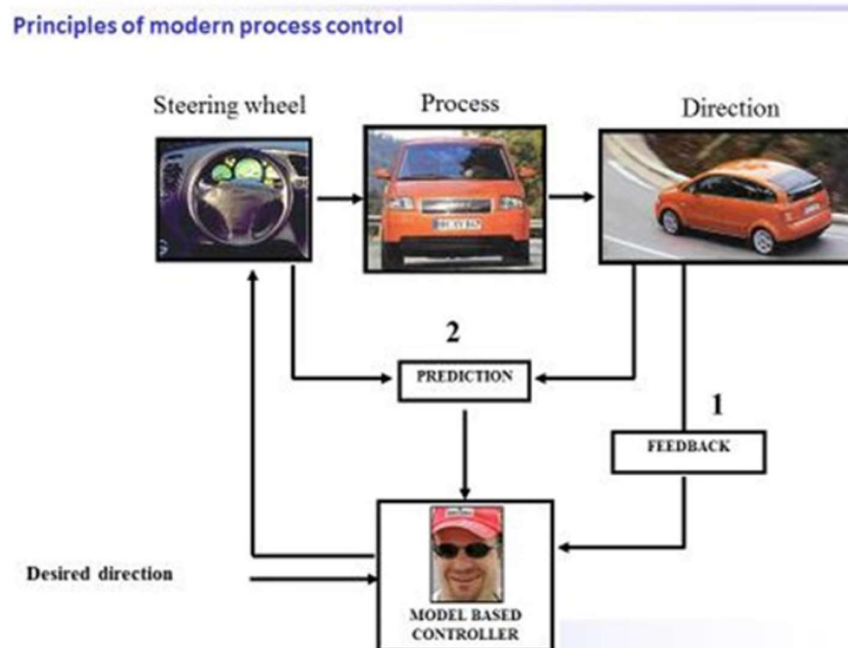 Principles of modern process control
Steering wheel
Process
Direction
2
PREDICTION
1
FEEDBACK
Desired direction
MODEL BASED
CONTROLLER